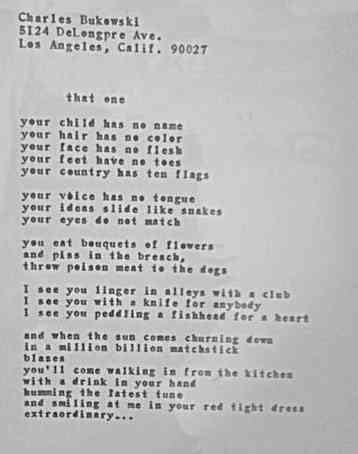 Charles Bukowski
5124 DeLongpre Ave.
Los Angeles, Calif. 90027
that one
your child has no name
your hair has no color
your face has no flesh
your feet have no toes
your country has ten flags
your voice has no tongue
your ideas slide like snakes
your eyes do not match
you eat bouquets of flowers
and piss in the breach,
throw poison meat to the dogs
I see you linger in alleys with a club
I see you with a knife for anybody
I see you peddling a fishhead for a heart
and when the sun comes churning down
in a million billion matchstick
blazes
you'll come walking in from the kitchen
with a drink in your hand
humming the latest tune
and smiling at me in your red tight dress
extraordinary...